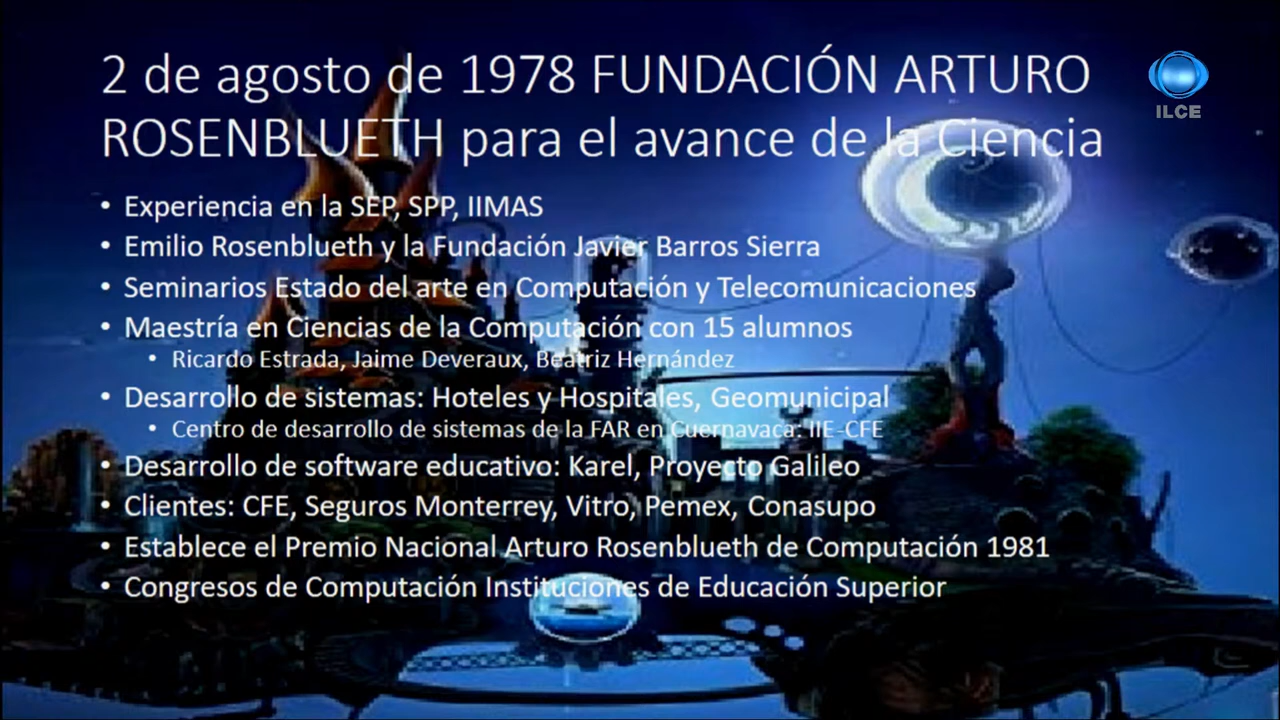 2 de agosto de 1978 FUNDACIÓN ARTURO
ROSENBLUETH para el avance de la Ciencia
ILCE
• Experiencia en la SEP, SPP, IIMAS
• Emilio Rosenblueth y la Fundación Javier Barros Sierra
• Seminarios Estado del arte en Computación y Telecomunicaciones
• Maestría en Ciencias de la Computación con 15 alumnos
• Ricardo Estrada, Jaime Deveraux, Beatriz Hernández
• Desarrollo de sistemas: Hoteles y Hospitales, Geomunicipal
• Centro de desarrollo de sistemas de la FAR en Cuernavaca: IIE-CFE
• Desarrollo de software educativo: Karel, Proyecto Galileo
• Clientes: CFE, Seguros Monterrey, Vitro, Pemex, Conasupo
• Establece el Premio Nacional Arturo Rosenblueth de Computación 1981
• Congresos de Computación Instituciones de Educación Superior